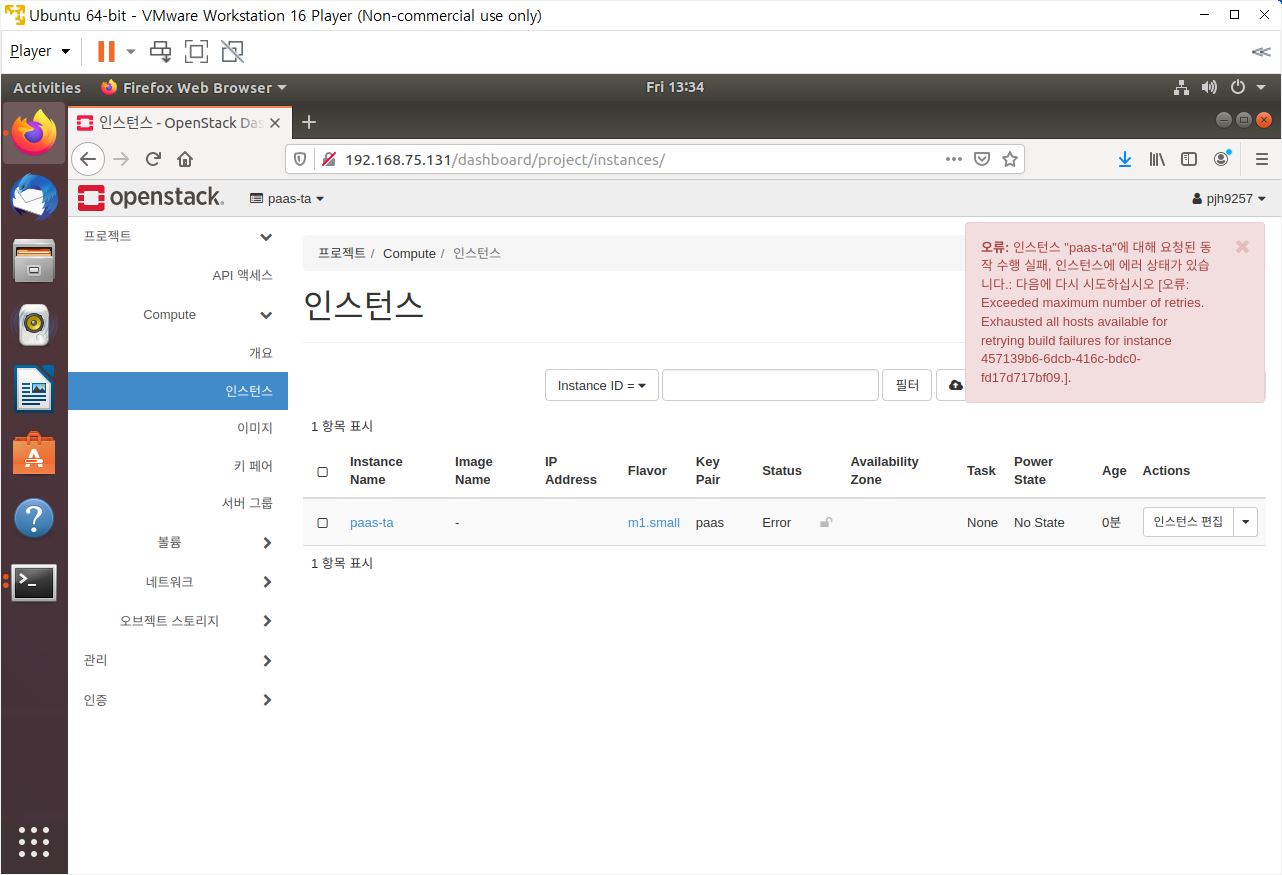 Ubuntu 64-bit - VMware Workstation 16 Player (Non-commercial use only)
Player
Activities Firefox Web Browser Fri 13:34
인스턴스 - OpenStack Das
192.168.75.131/dashboard/project/instances/
openstack. paas-ta pjh9257
프로젝트
API 액세스
Compute
개요
인스턴스
이미지
키 페어
서버 그룹
볼륨
네트워크
오브젝트 스토리지
관리
인증
프로젝트 / Compute / 인스턴스
인스턴스
오류: 인스턴스 "paas-ta"에 대해 요청된 동
작 수행 실패, 인스턴스에 에러 상태가 있습
니다.: 다음에 다시 시도하십시오 [오류:
Exceeded maximum number of retries.
Exhausted all hosts available for
retrying build failures for instance
457139b6-6dcb-416c-bdc0-
fd17d717bf09.].
Instance ID = 필터
1 항목 표시
Instance Name Image Name IP Address Flavor Key Pair Status Availability Zone Task Power State Age Actions
paas-ta - m1.small paas Error None No State 0분 인스턴스 편집
1 항목 표시